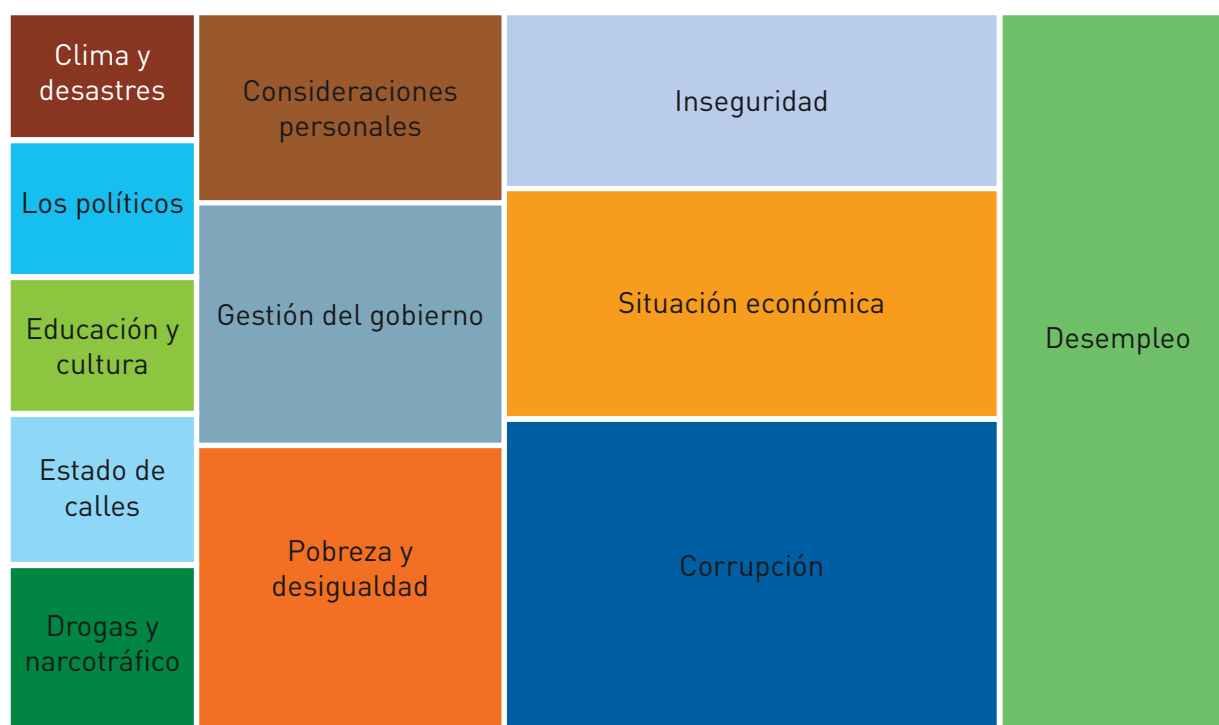 Clima y
desastres
Los políticos
Educación y
cultura
Estado de
calles
Drogas y
narcotráfico
Consideraciones
personales
Gestión del gobierno
Pobreza y
desigualdad
Inseguridad
Situación económica
Corrupción
Desempleo